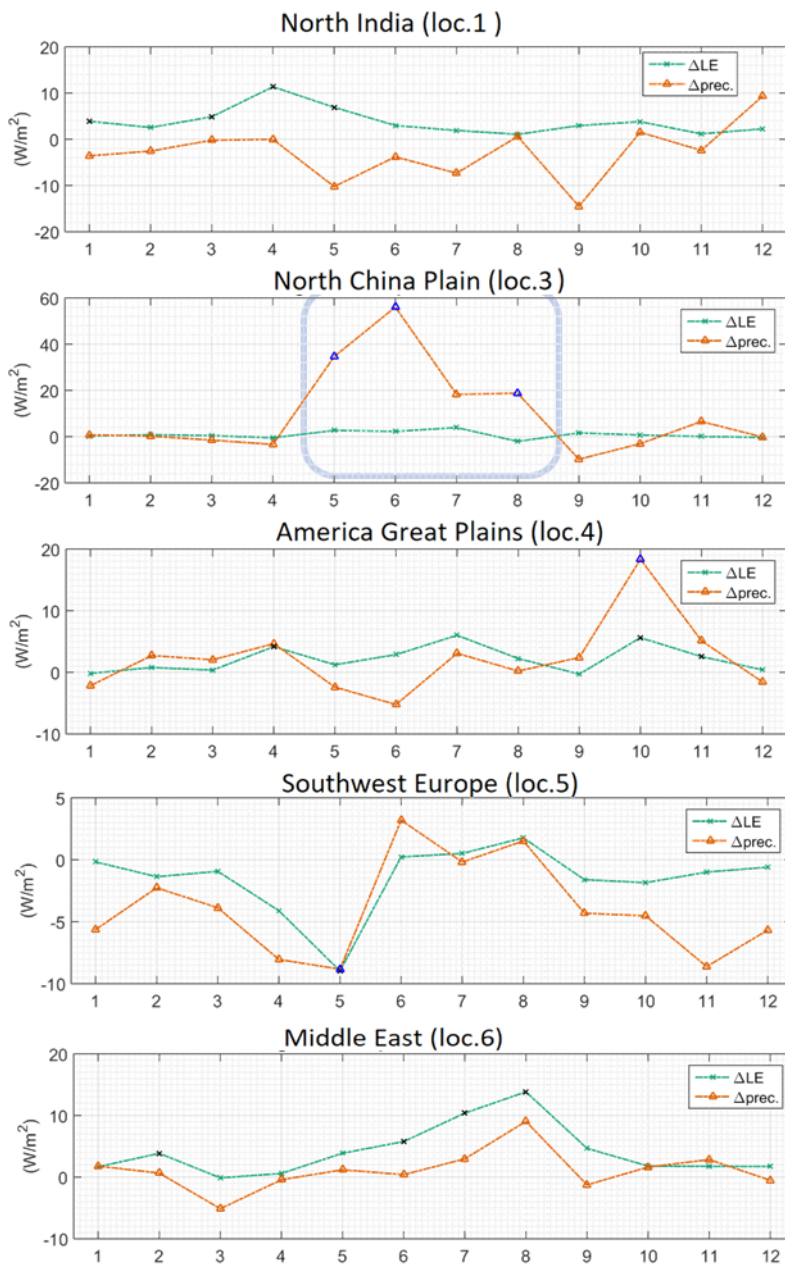 North India (loc.1 )
20
ΔLE
Δprec.
10
(W/m²)
0
-10
-20
1 2 3 4 5 6 7 8 9 10 11 12
North China Plain (loc.3 )
60
ΔLE
Δprec.
40
(W/m²)
20
0
-20
1 2 3 4 5 6 7 8 9 10 11 12
America Great Plains (loc.4)
20
ΔLE
Δprec.
10
(W/m²)
0
-10
1 2 3 4 5 6 7 8 9 10 11 12
Southwest Europe (loc.5)
5
ΔLE
Δprec.
0
(W/m²)
-5
-10
1 2 3 4 5 6 7 8 9 10 11 12
Middle East (loc.6)
20
ΔLE
Δprec.
10
(W/m²)
0
-10
1 2 3 4 5 6 7 8 9 10 11 12